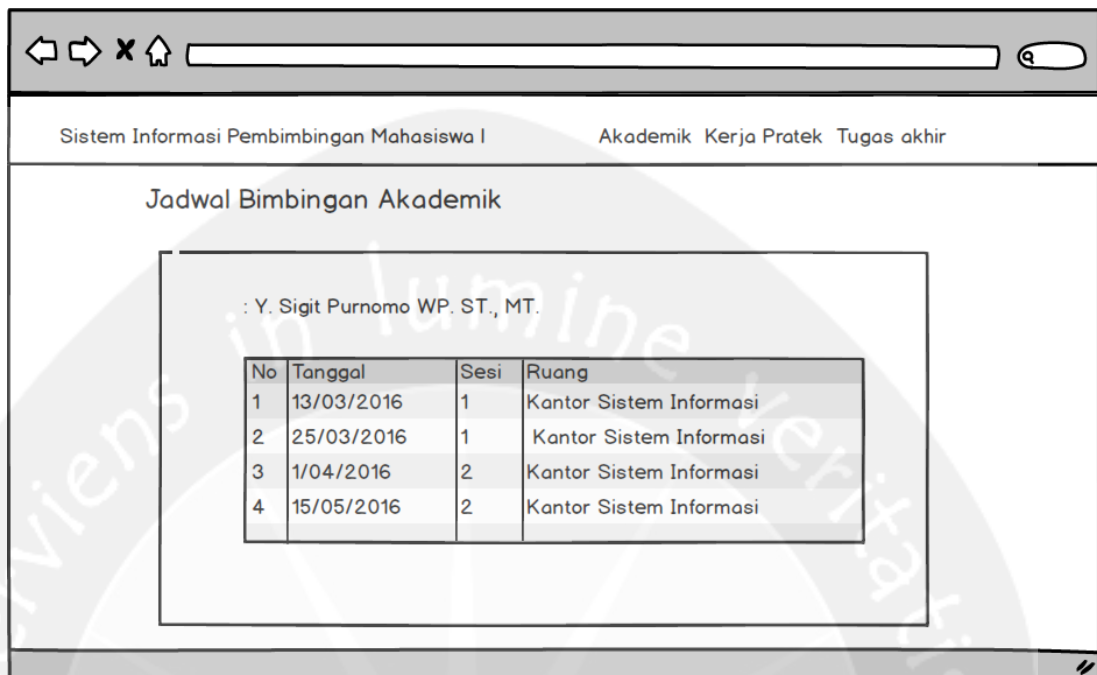 Sistem Informasi Pembimbingan Mahasiswa I Akademik Kerja Pratek Tugas akhir
Jadwal Bimbingan Akademik
: Y. Sigit Purnomo WP. ST., MT.
No Tanggal Sesi Ruang
1 13/03/2016 1 Kantor Sistem Informasi
2 25/03/2016 1 Kantor Sistem Informasi
3 1/04/2016 2 Kantor Sistem Informasi
4 15/05/2016 2 Kantor Sistem Informasi
in lumine